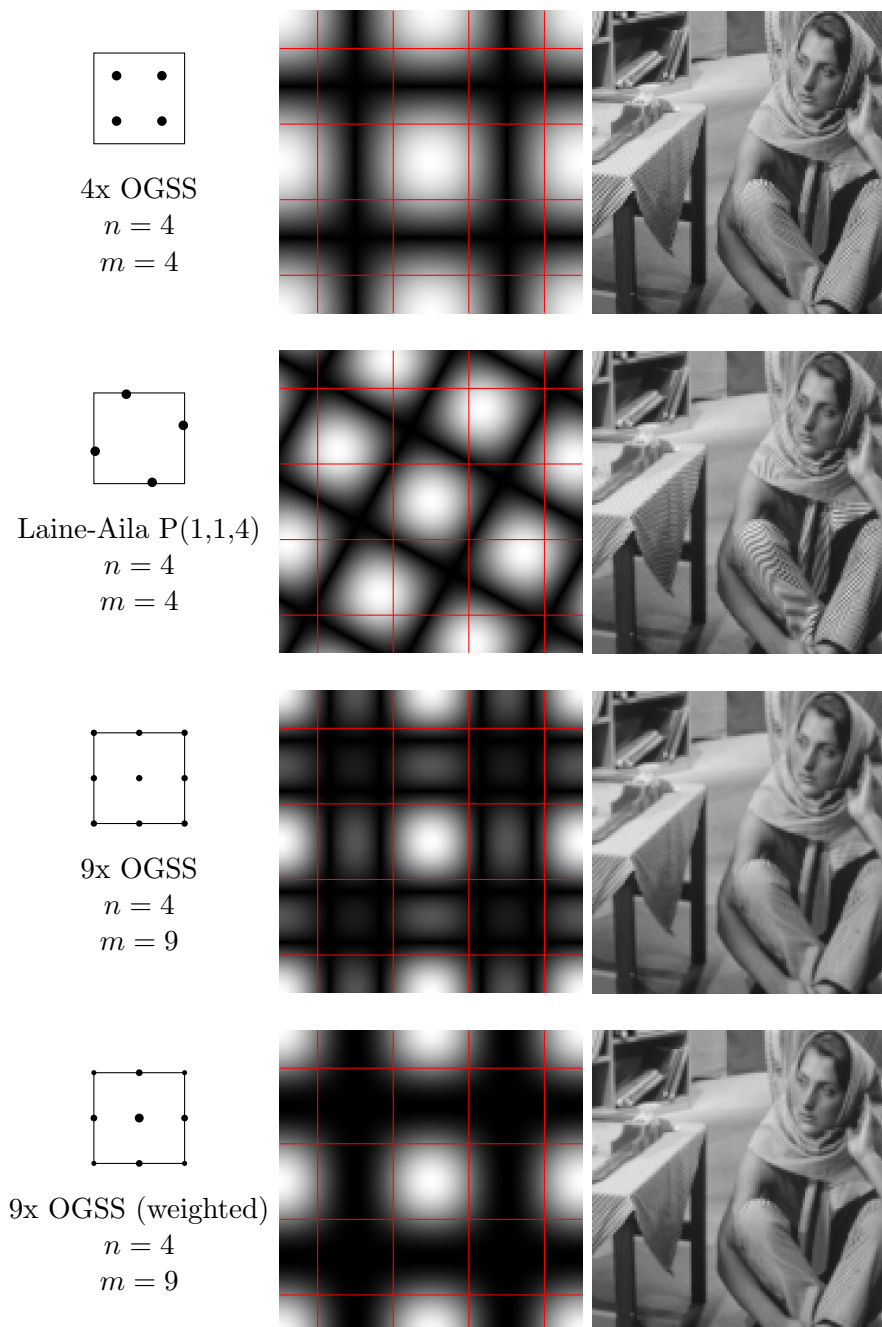 4x OGSS
n = 4
m = 4
Laine-Aila P(1,1,4)
n = 4
m = 4
9x OGSS
n = 4
m = 9
9x OGSS (weighted)
n = 4
m = 9